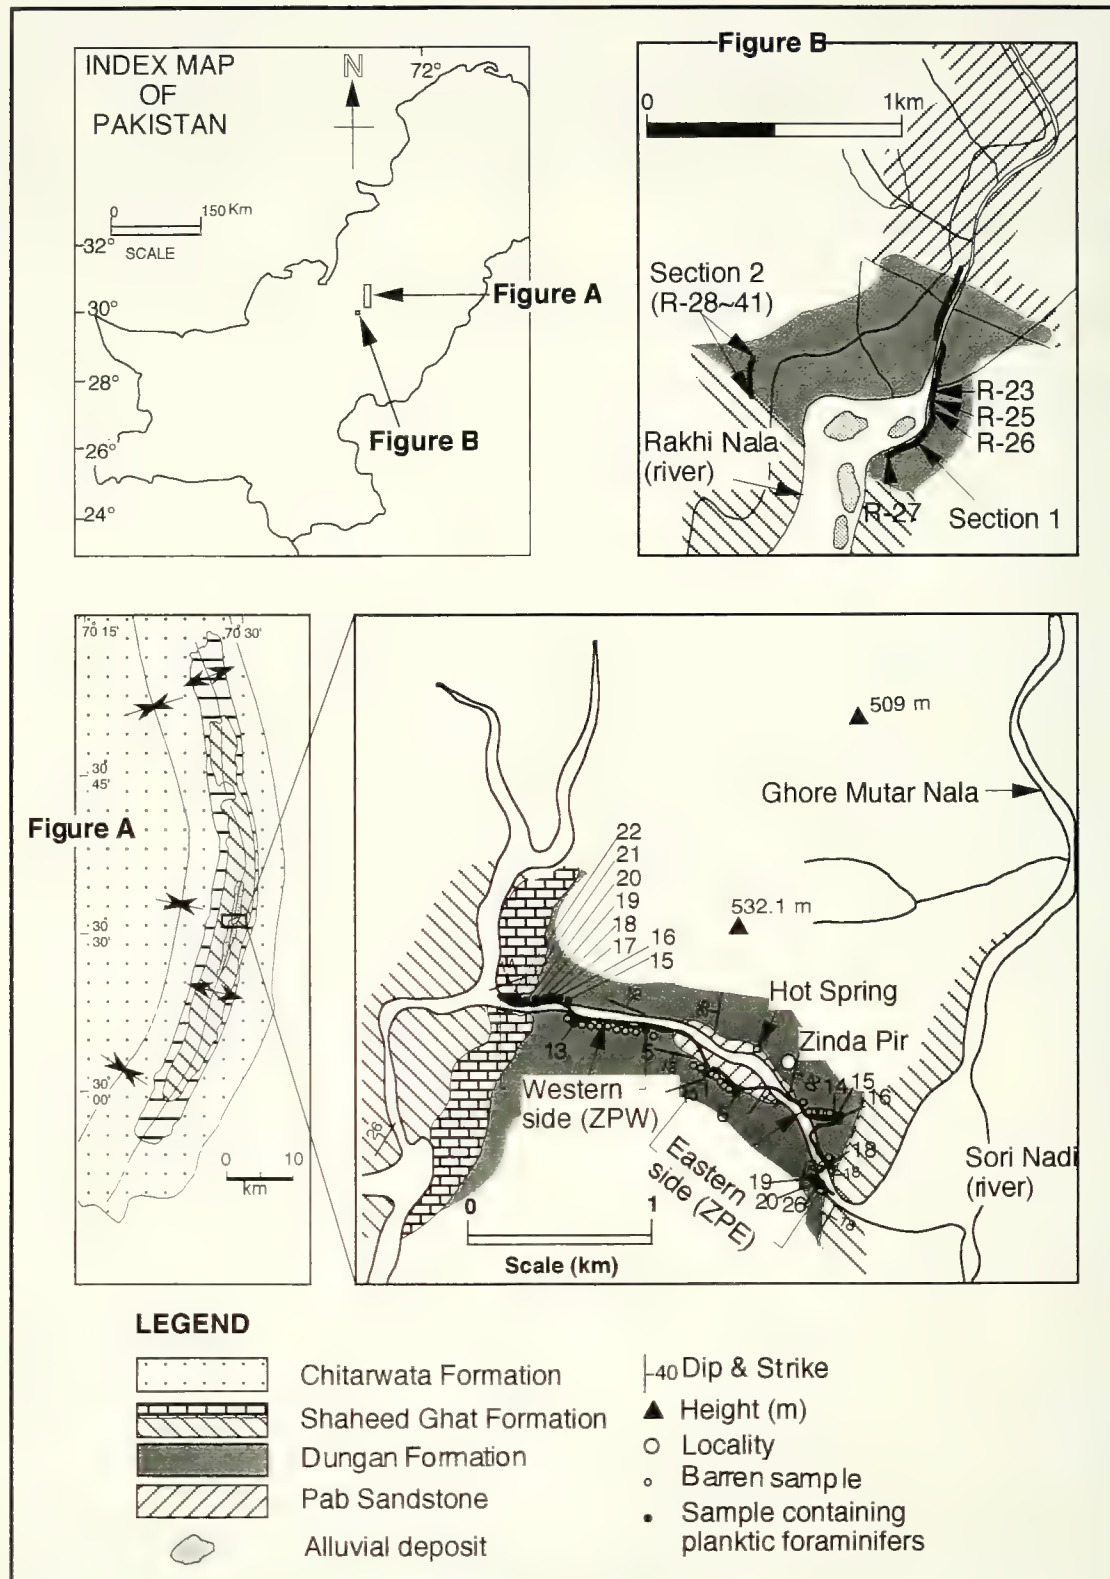 INDEX MAP
OF
PAKISTAN
N
72°
0 150 Km
SCALE
32°
30°
28°
26°
24°
Figure A
Figure B
Figure B
0 1km
Section 2
(R-28~41)
R-23
R-25
R-26
Rakhi Nala
(river)
R-27
Section 1
70 15'
70 30'
30
45'
Figure A
30
30'
30
00'
0 10
km
509 m
Ghore Mutar Nala
532.1 m
22
21
20
19
18
17
16
15
Hot Spring
Zinda Pir
13
5
Western
side (ZPW)
1
14
15
16
Eastern
side (ZPE)
18
18
19
20
26
18
26
Sori Nadi
(river)
0 1
Scale (km)
LEGEND
Chitarwata Formation
Shaheed Ghat Formation
Dungan Formation
Pab Sandstone
Alluvial deposit
40 Dip & Strike
Height (m)
Locality
Barren sample
Sample containing
planktic foraminifers